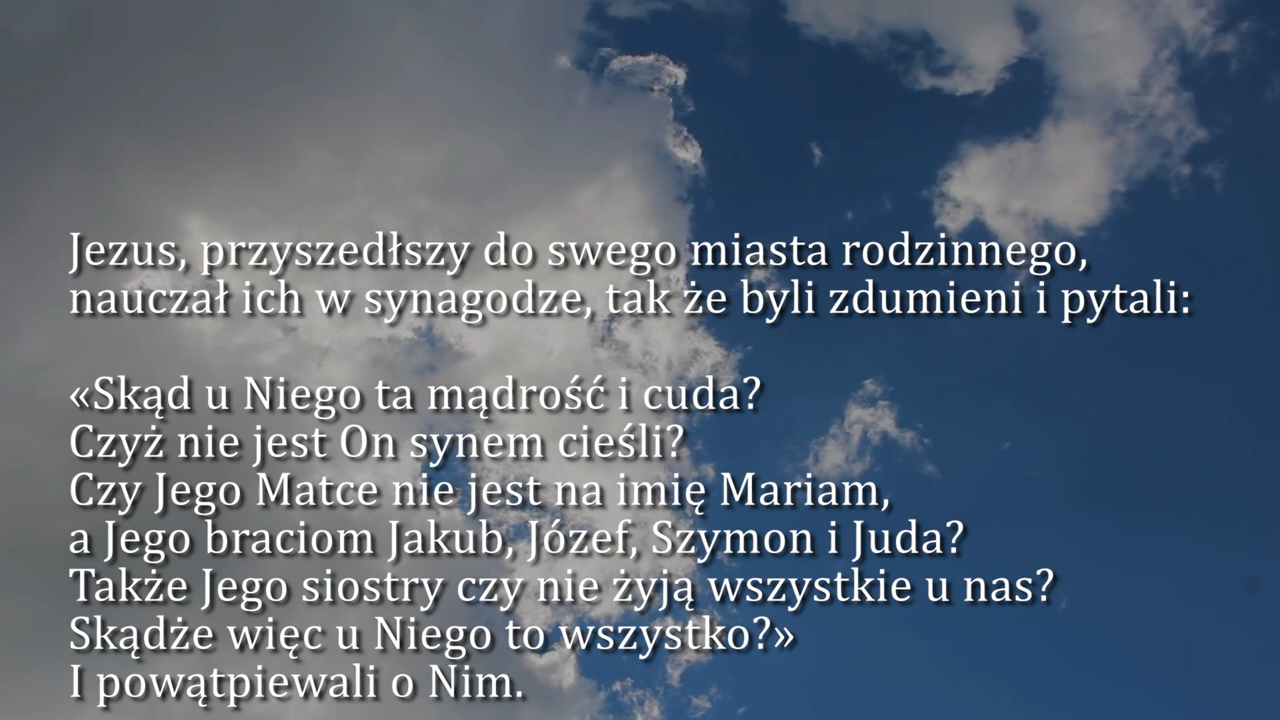 Jezus, przyszedłszy do swego miasta rodzinnego,
nauczał ich w synagodze, tak że byli zdumieni i pytali:
«Skąd u Niego ta mądrość i cuda?
Czyż nie jest On synem cieśli?
Czy Jego Matce nie jest na imię Mariam,
a Jego braciom Jakub, Józef, Szymon i Juda?
Także Jego siostry czy nie żyją wszystkie u nas?
Skądże więc u Niego to wszystko?»
I powątpiewali o Nim.